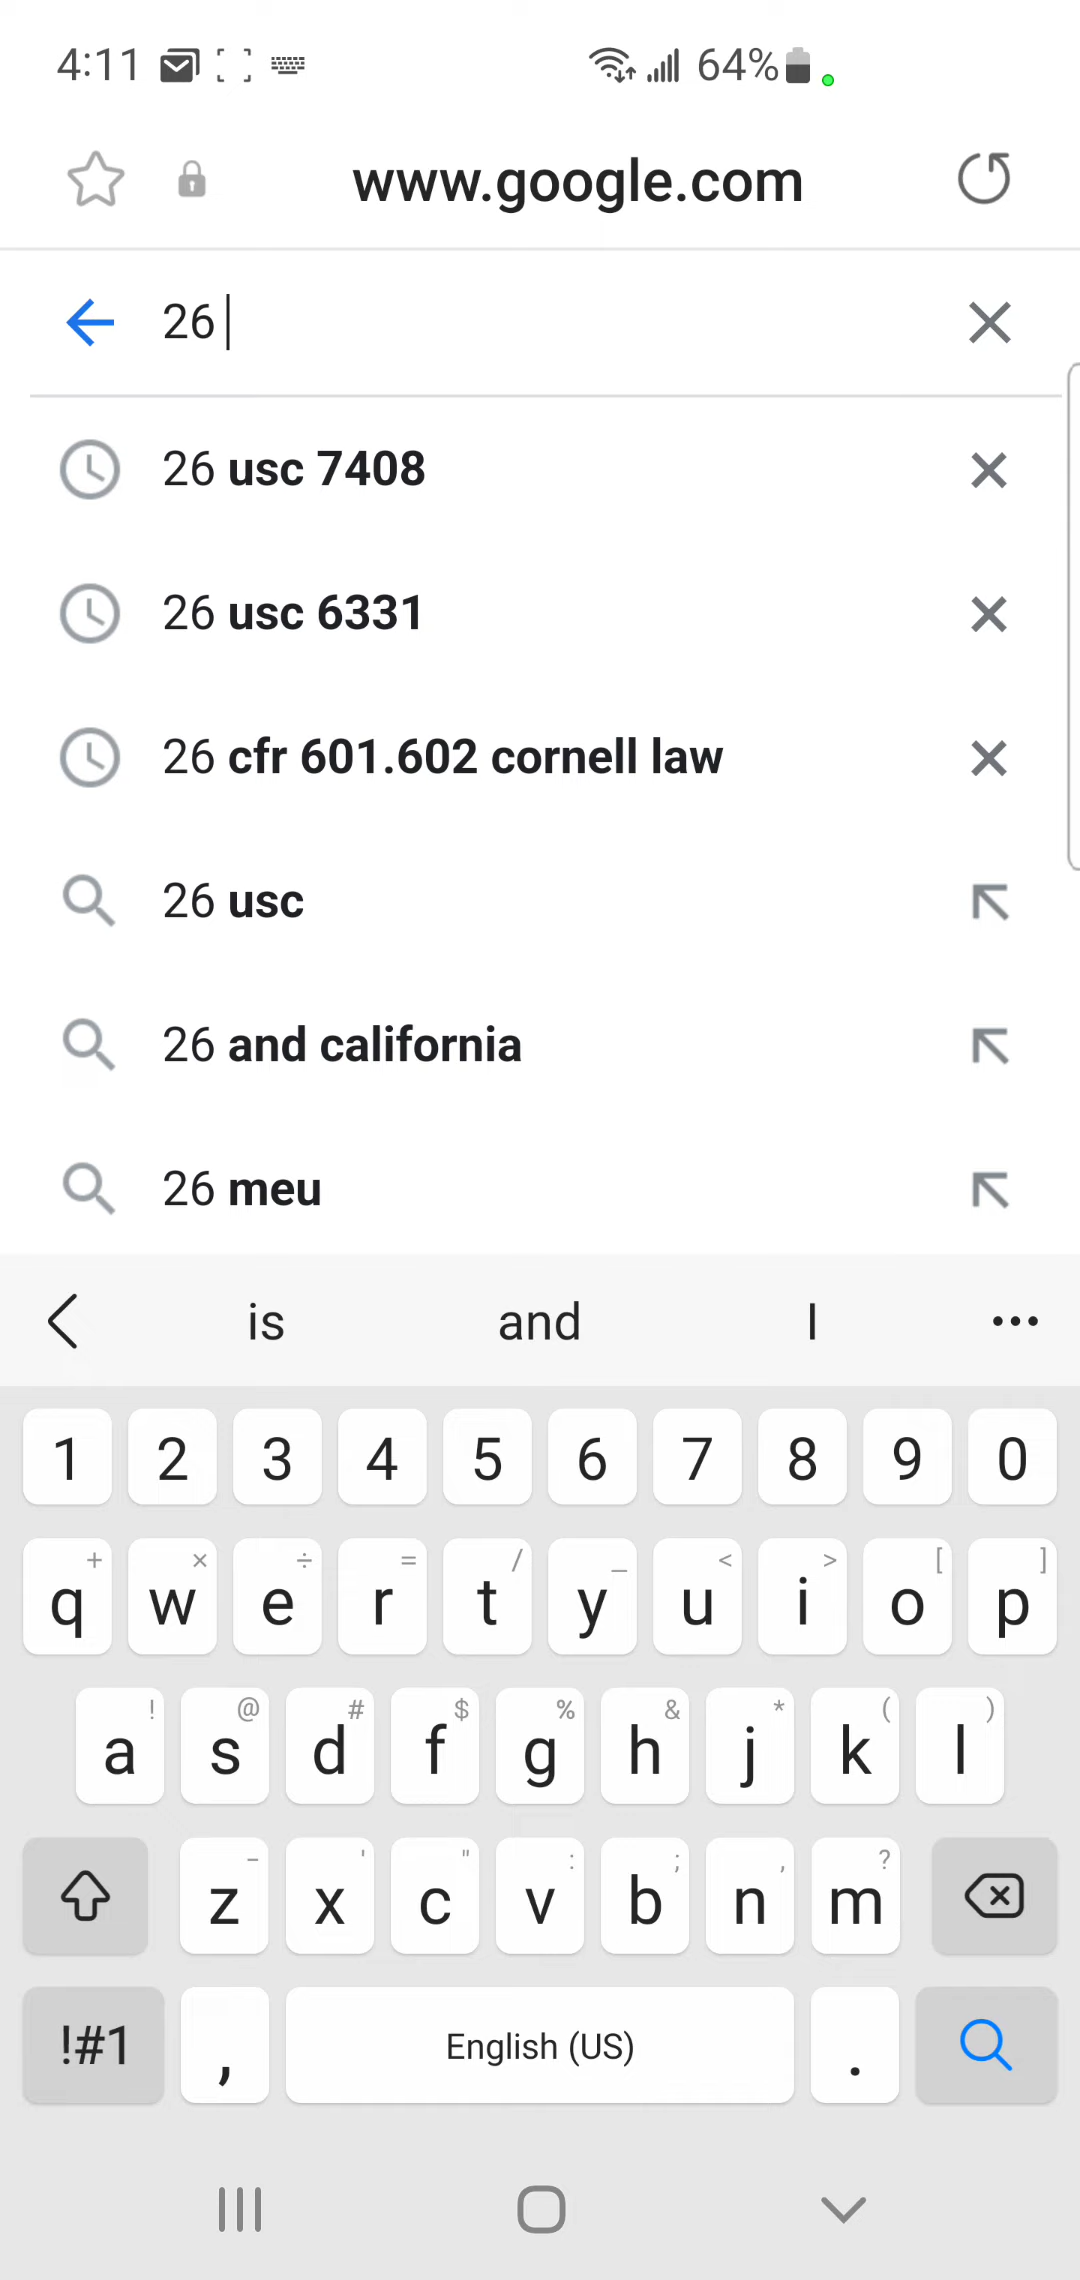 4:11 64%
www.google.com
26
26 usc 7408
26 usc 6331
26 cfr 601.602 cornell law
26 usc
26 and california
26 meu
is and I
1 2 3 4 5 6 7 8 9 0
+ × ÷ = / _ < > [ ]
q w e r t y u i o p
! @ # $ % & * ( )
a s d f g h j k l
- ' " : ; , ?
z x c v b n m
!#1 , English (US) .